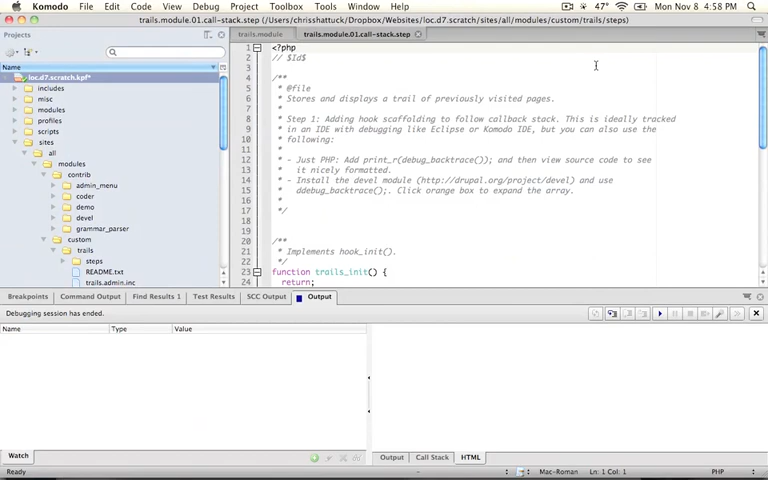 Komodo File Edit Code View Debug Project Toolbox Tools Window Help 47° Mon Nov 8 4:58 PM
trails.module.01.call-stack.step (/Users/chrisshattuck/Dropbox/Websites/loc.d7.scratch/sites/all/modules/custom/trails/steps)
Projects
trails.module trails.module.01.call-stack.step
Name
loc.d7.scratch.kpf*
includes
misc
modules
profiles
scripts
sites
all
modules
contrib
admin_menu
coder
demo
devel
grammar_parser
custom
trails
steps
README.txt
trails.admin.inc
1 <?php
2 // $Id$
3
4 /**
5 * @file
6 * Stores and displays a trail of previously visited pages.
7 *
8 * Step 1: Adding hook scaffolding to follow callback stack. This is ideally tracked
9 * in an IDE with debugging like Eclipse or Komodo IDE, but you can also use the
10 * following:
11 *
12 * - Just PHP: Add print_r(debug_backtrace()); and then view source code to see
13 * it nicely formatted.
14 * - Install the devel module (http://drupal.org/project/devel) and use
15 * ddebug_backtrace();. Click orange box to expand the array.
16 *
17 */
18
19
20 /**
21 * Implements hook_init().
22 */
23 function trails_init() {
24 return;
Breakpoints Command Output Find Results 1 Test Results SCC Output Output
Debugging session has ended.
Name Type Value
Watch
Output Call Stack HTML
Ready Mac-Roman Ln: 1 Col: 1 PHP